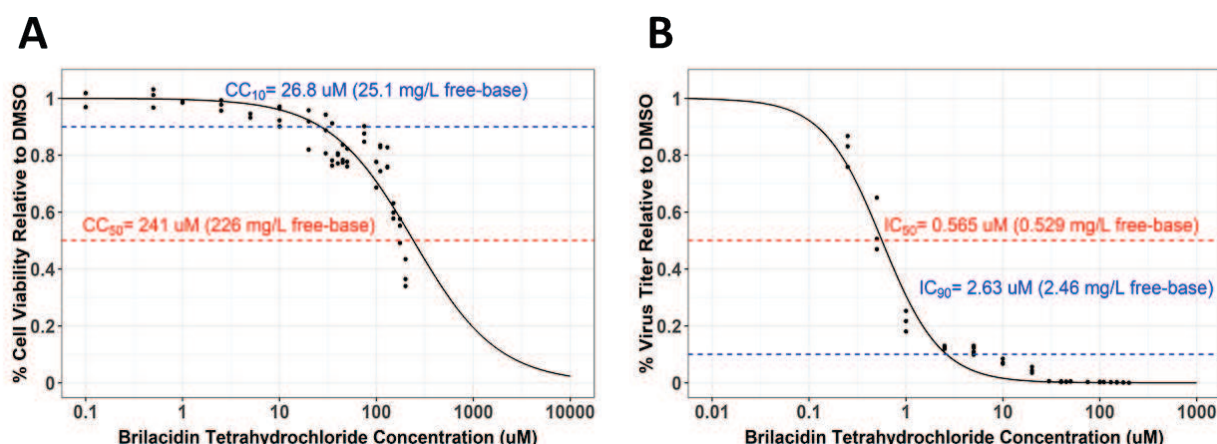 A
% Cell Viability Relative to DMSO
1
0.8
0.6
0.4
0.2
0
CC10= 26.8 uM (25.1 mg/L free-base)
CC50= 241 uM (226 mg/L free-base)
0.1 1 10 100 1000 10000
Brilacidin Tetrahydrochloride Concentration (uM)
B
% Virus Titer Relative to DMSO
1
0.8
0.6
0.4
0.2
0
IC50= 0.565 uM (0.529 mg/L free-base)
IC90= 2.63 uM (2.46 mg/L free-base)
0.01 0.1 1 10 100 1000
Brilacidin Tetrahydrochloride Concentration (uM)